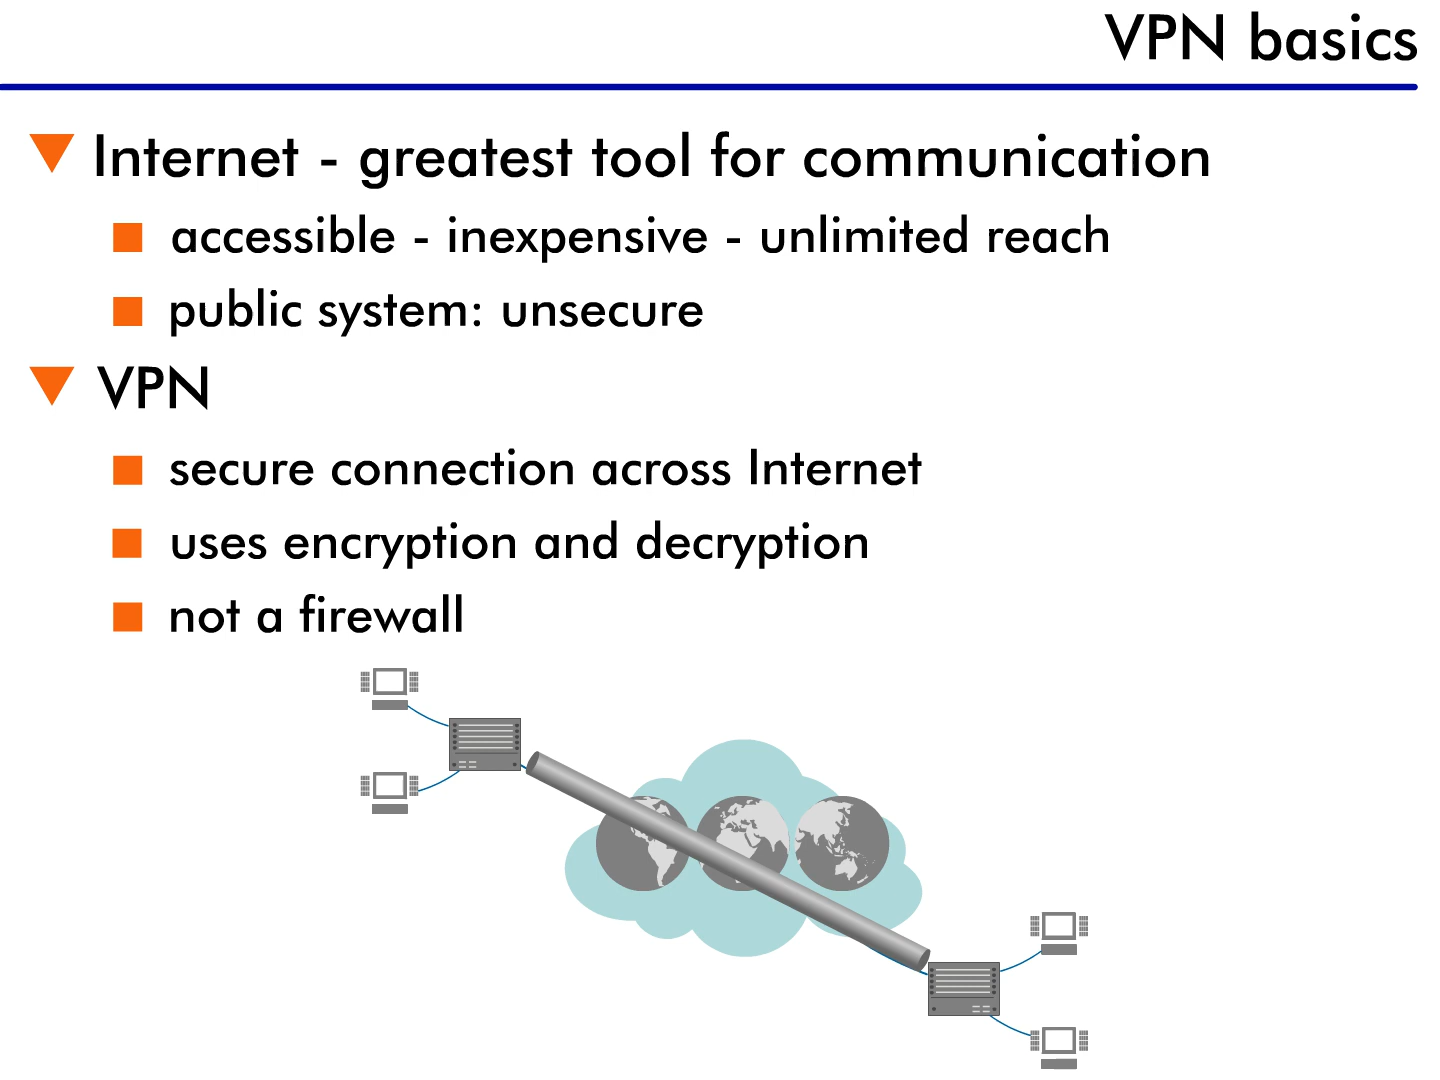 VPN basics
Internet - greatest tool for communication
accessible - inexpensive - unlimited reach
public system: unsecure
VPN
secure connection across Internet
uses encryption and decryption
not a firewall